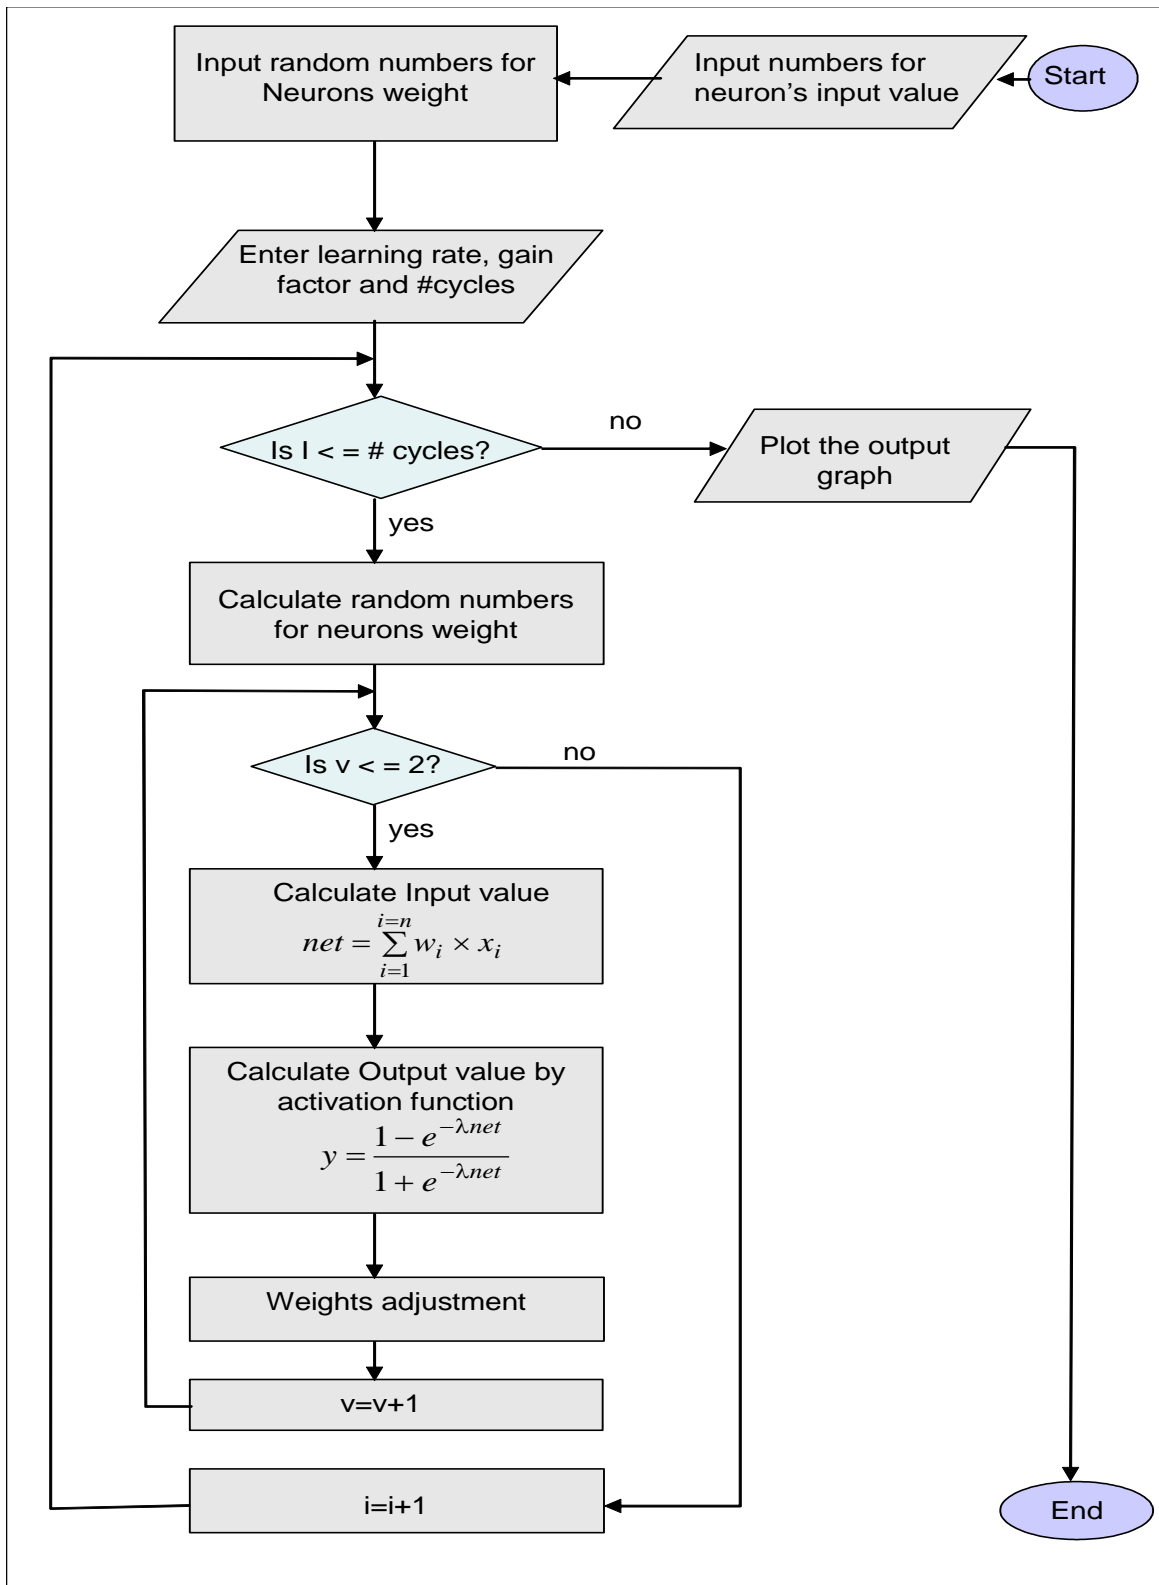 Start
Input numbers for
neuron's input value
Input random numbers for
Neurons weight
Enter learning rate, gain
factor and #cycles
Is I < = # cycles?
no
Plot the output
graph
yes
Calculate random numbers
for neurons weight
Is v < = 2?
no
yes
Calculate Input value
net = \sum_{i=1}^{i=n} w_i × x_i
Calculate Output value by
activation function
y = \frac{1 - e^{-λnet}}{1 + e^{-λnet}}
Weights adjustment
v=v+1
i=i+1
End